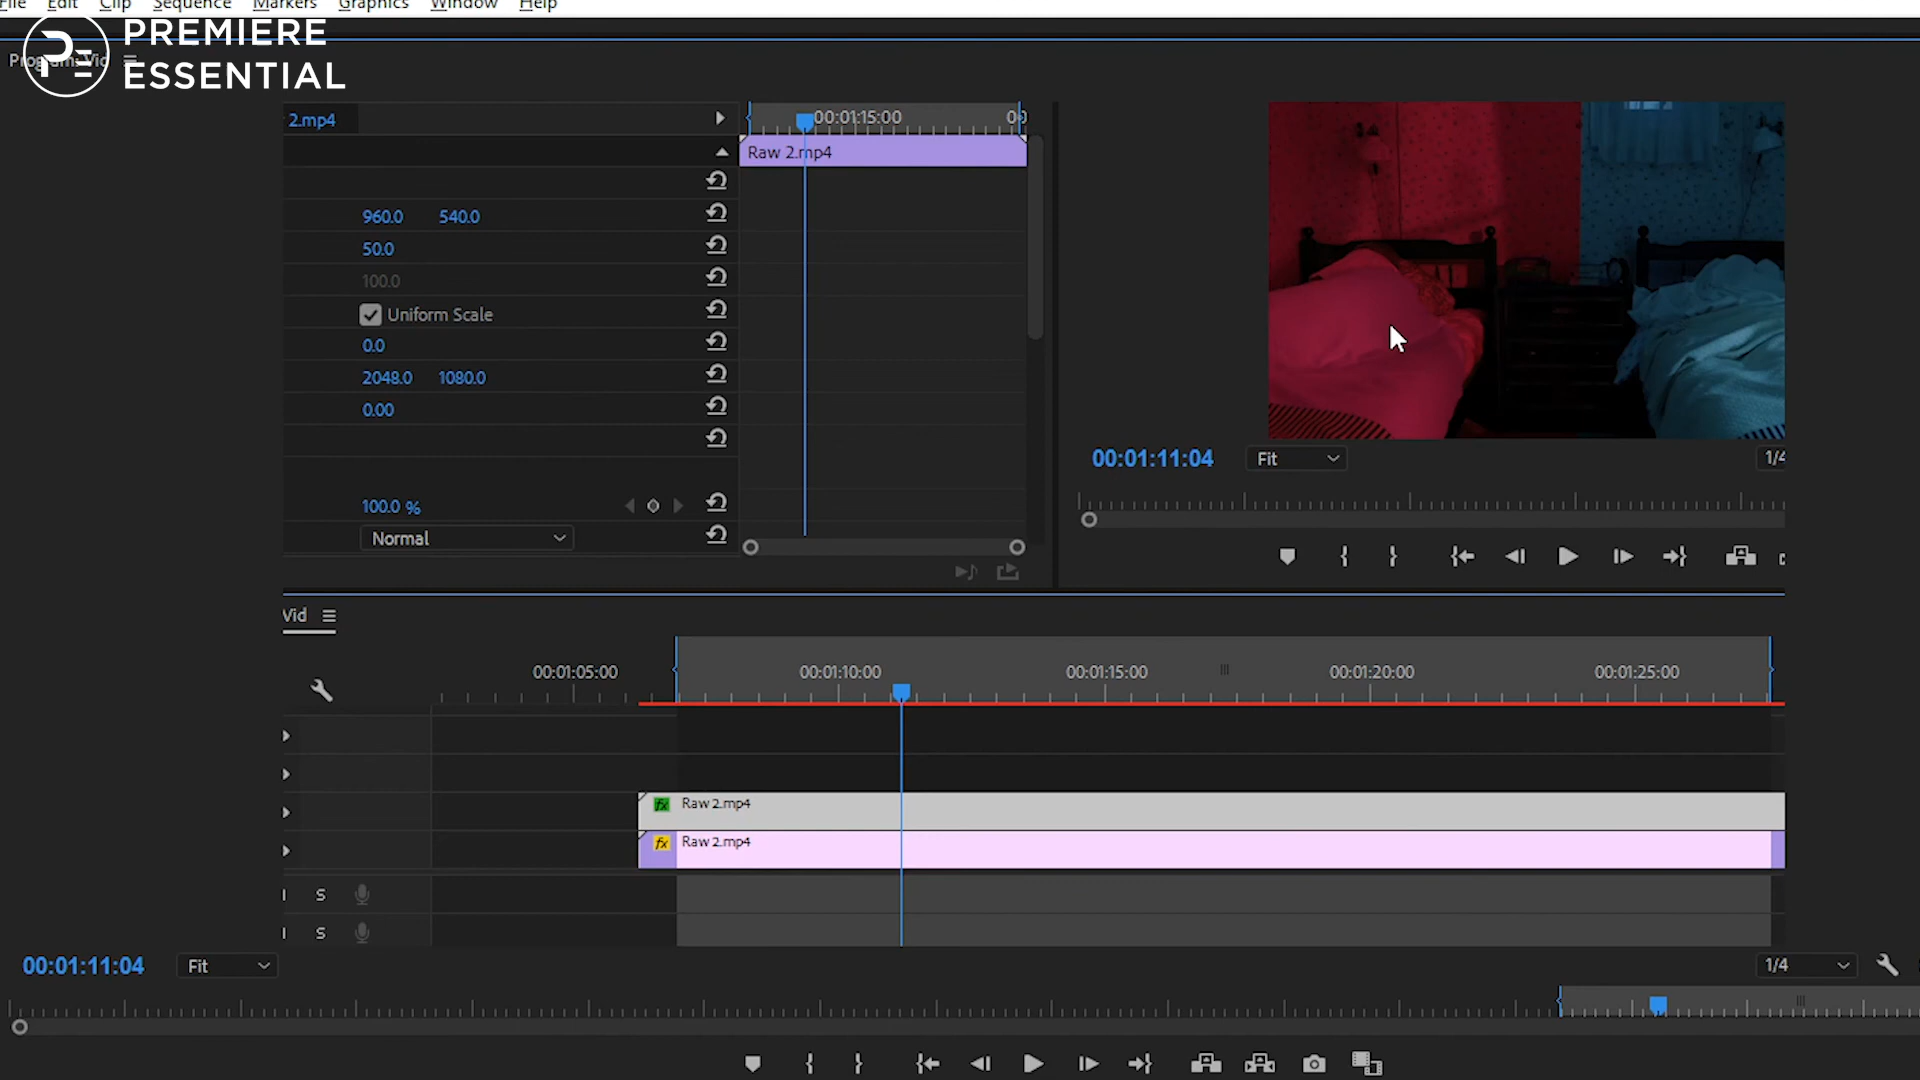 File Edit Clip Sequence Markers Graphics Window Help
PREMIERE
ESSENTIAL
Program: Vid
2.mp4
00:01:15:00
Raw 2.mp4
960.0 540.0
50.0
100.0
Uniform Scale
0.0
2048.0 1080.0
0.00
100.0 %
Normal
00:01:11:04 Fit 1/4
Vid
00:01:05:00 00:01:10:00 00:01:15:00 00:01:20:00 00:01:25:00
fx Raw 2.mp4
fx Raw 2.mp4
S
S
00:01:11:04 Fit 1/4